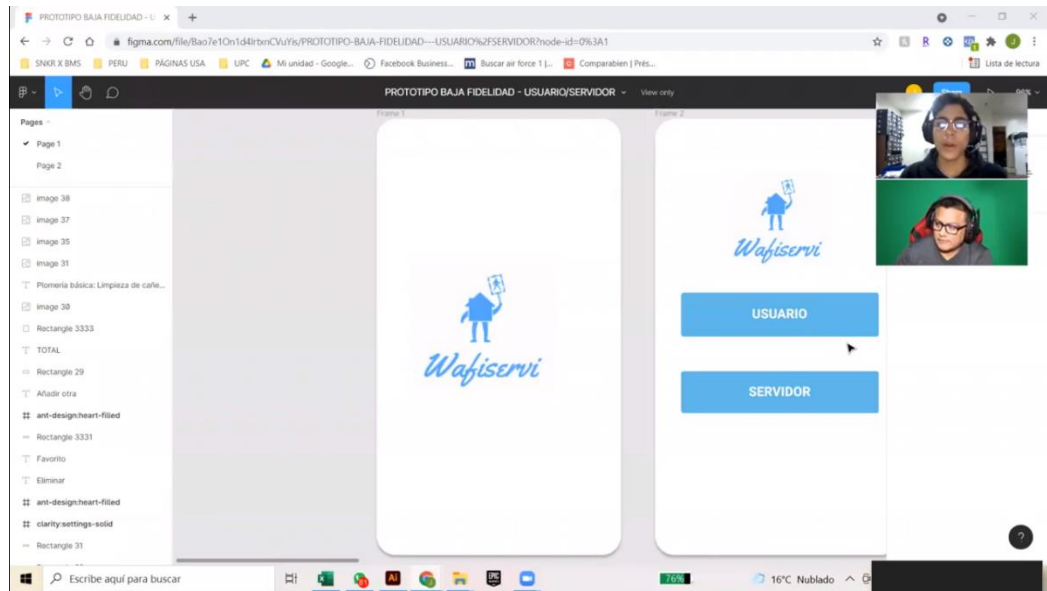 PROTOTIPO BAJA FIDELIDAD - U
figma.com/file/Bao7e1On1d4IrtxnCVuYis/PROTOTIPO-BAJA-FIDELIDAD---USUARIO%2FSERVIDOR?node-id=0%3A1
SNKR X BMS PERU PÁGINAS USA UPC Mi unidad - Google... Facebook Business... Buscar air force 1 |... Comparabien | Prés... Lista de lectura
PROTOTIPO BAJA FIDELIDAD - USUARIO/SERVIDOR View only
Pages
Page 1
Page 2
image 38
image 37
image 35
image 31
Plomería básica: Limpieza de cañe...
image 30
Rectangle 3333
TOTAL
Rectangle 29
Añadir otra
ant-design:heart-filled
Rectangle 3331
Favorito
Eliminar
ant-design:heart-filled
clarity:settings-solid
Rectangle 31
Frame 1
Wafiservi
Frame 2
Wafiservi
USUARIO
SERVIDOR
?
Escribe aquí para buscar
76%
16°C Nublado